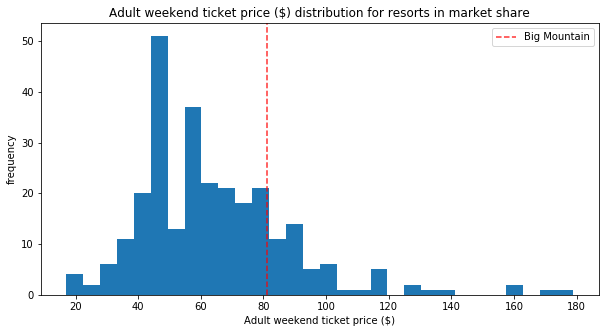 Adult weekend ticket price ($) distribution for resorts in market share
Big Mountain
50
40
30
20
10
0
frequency
20 40 60 80 100 120 140 160 180
Adult weekend ticket price ($)